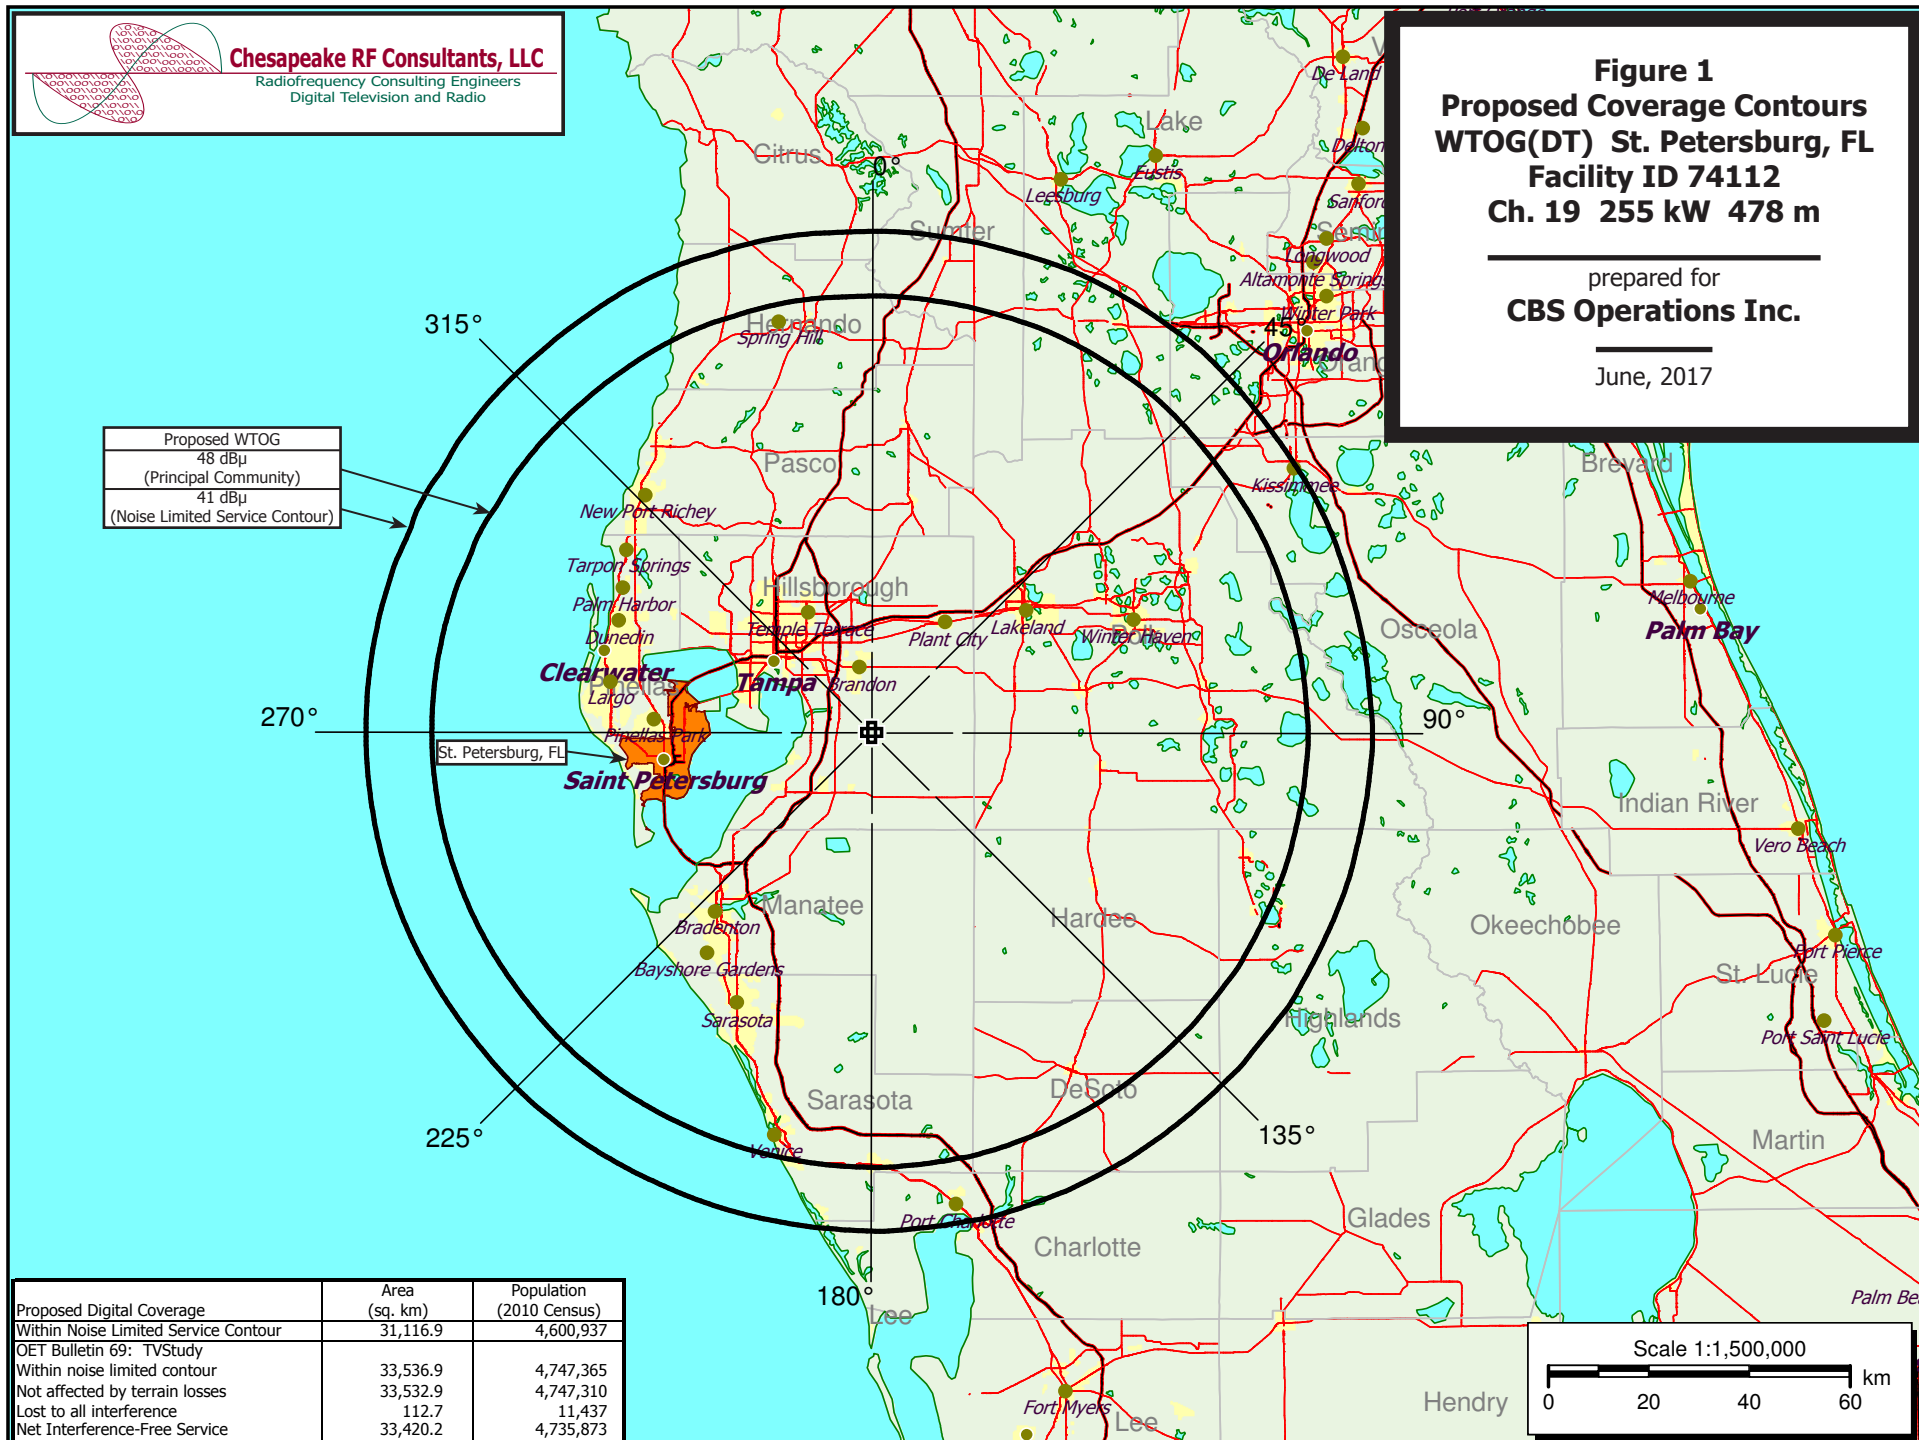 Chesapeake RF Consultants, LLC
Radiofrequency Consulting Engineers
Digital Television and Radio
Figure 1
Proposed Coverage Contours
WTOG(DT) St. Petersburg, FL
Facility ID 74112
Ch. 19 255 kW 478 m
prepared for
CBS Operations Inc.
June, 2017
De Land
Lake
Delton
Citrus
0°
Eustis
Leesburg
Sanford
Sumter
Semi
Longwood
Altamonte Springs
Winter Park
315°
Hernando
Spring Hill
45°
Orlando
Orang
Proposed WTOG
48 dBµ
(Principal Community)
41 dBµ
(Noise Limited Service Contour)
Pasco
Brevard
Kissimmee
New Port Richey
Tarpon Springs
Hillsborough
Palm Harbor
Melbourne
Dunedin
Temple Terrace
Plant City
Lakeland
Winter Haven
Polk
Osceola
Palm Bay
Clearwater
Pinellas
Largo
Tampa
Brandon
270°
90°
Pinellas Park
St. Petersburg, FL
Saint Petersburg
Indian River
Vero Beach
Manatee
Hardee
Okeechobee
Bradenton
Fort Pierce
Bayshore Gardens
St. Lucie
Sarasota
Highlands
Port Saint Lucie
DeSoto
Sarasota
225°
135°
Venice
Martin
Port Charlotte
Glades
Charlotte
180°
Lee
Palm Be
Fort Myers
Lee
Hendry
Proposed Digital Coverage Area (sq. km) Population (2010 Census)
Within Noise Limited Service Contour 31,116.9 4,600,937
OET Bulletin 69: TVStudy
Within noise limited contour 33,536.9 4,747,365
Not affected by terrain losses 33,532.9 4,747,310
Lost to all interference 112.7 11,437
Net Interference-Free Service 33,420.2 4,735,873
Scale 1:1,500,000
km
0 20 40 60